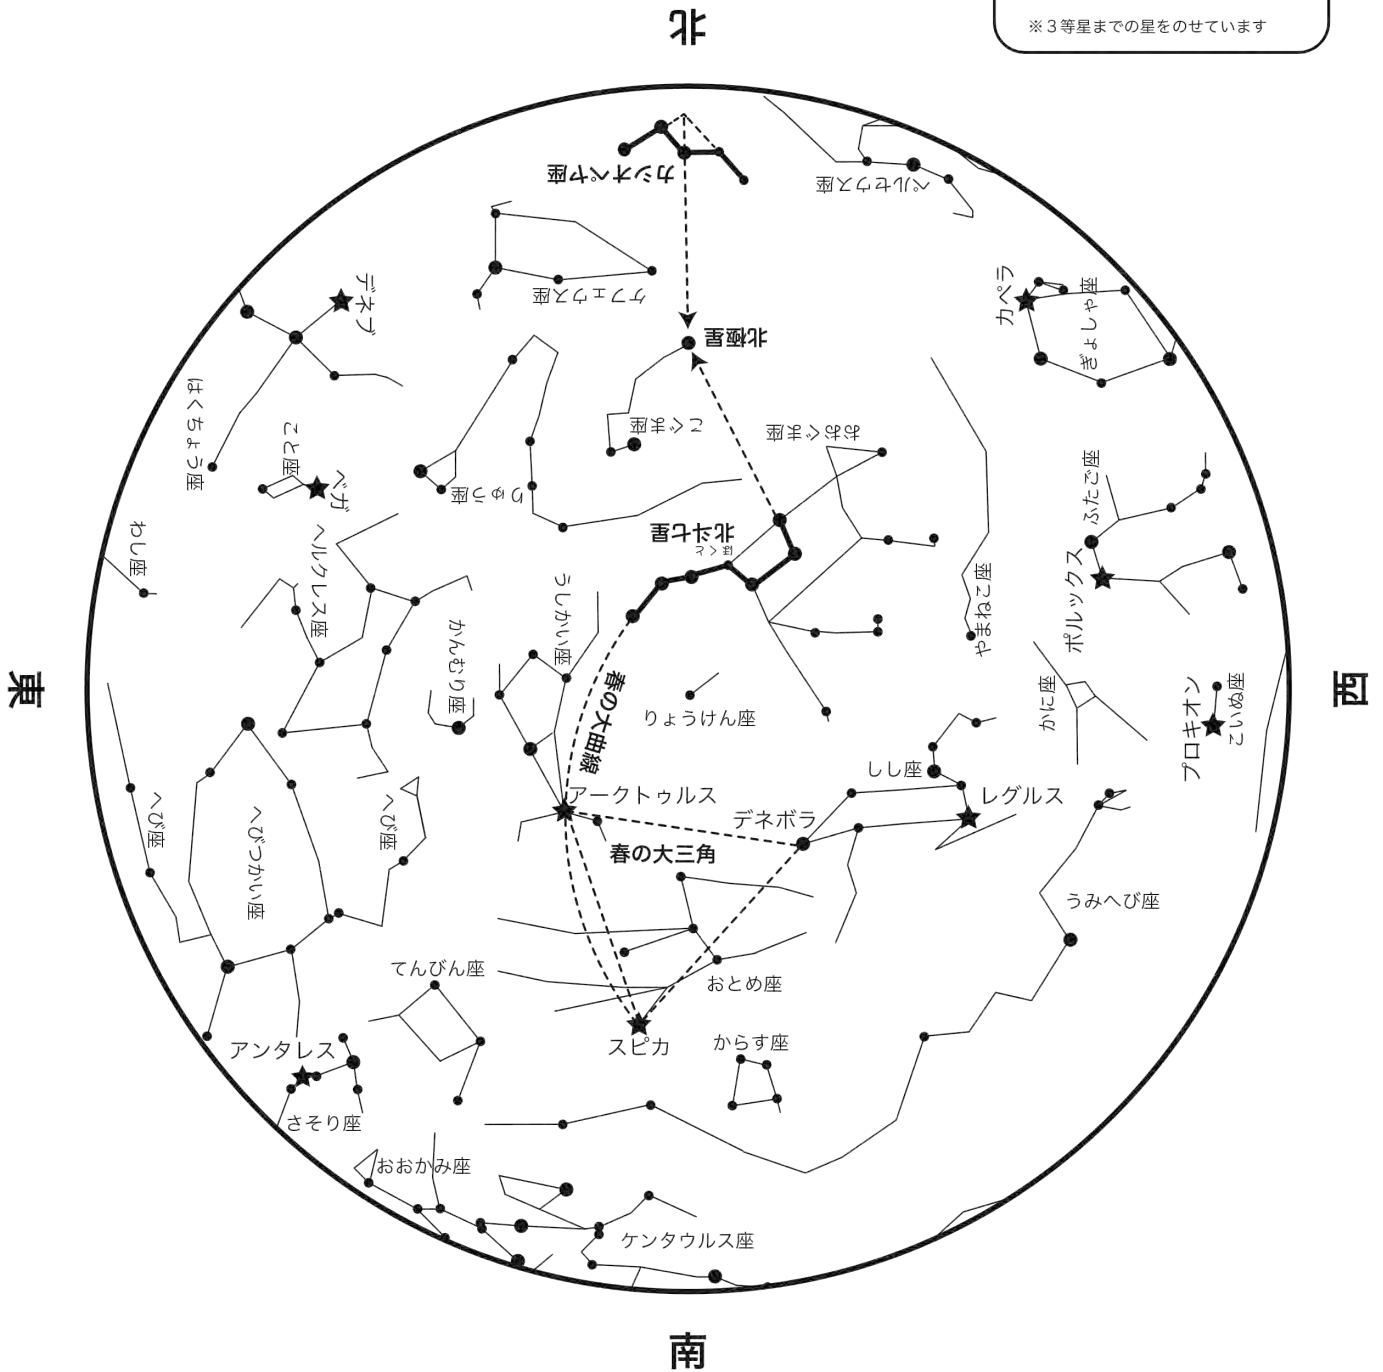 ※3等星までの星をのせています
北
カシオペヤ座
ペルセウス座
ケフェウス座
デネブ
カペラ
ぎょしゃ座
北極星
はくちょう座
こと座
ベガ
こぐま座
おおぐま座
りゅう座
ふたご座
北斗七星
ほくと
わし座
ヘルクレス座
うしかい座
やまねこ座
ポルックス
かんむり座
東
春の大曲線
りょうけん座
かに座
プロキオン
こいぬ座
西
しし座
レグルス
アークトゥルス
デネボラ
へび座
へびつかい座
へび座
春の大三角
うみへび座
てんびん座
おとめ座
アンタレス
スピカ
からす座
さそり座
おおかみ座
ケンタウルス座
南